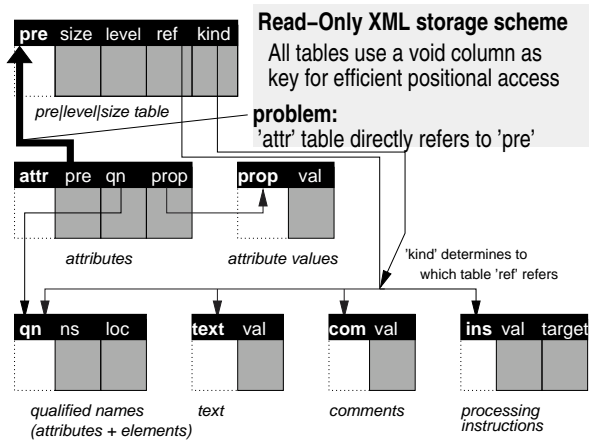 pre size level ref kind
Read-Only XML storage scheme
All tables use a void column as
key for efficient positional access
pre|level|size table
problem:
'attr' table directly refers to 'pre'
attr pre qn prop
prop val
attributes
attribute values
'kind' determines to
which table 'ref' refers
qn ns loc
text val
com val
ins val target
qualified names
(attributes + elements)
text
comments
processing
instructions